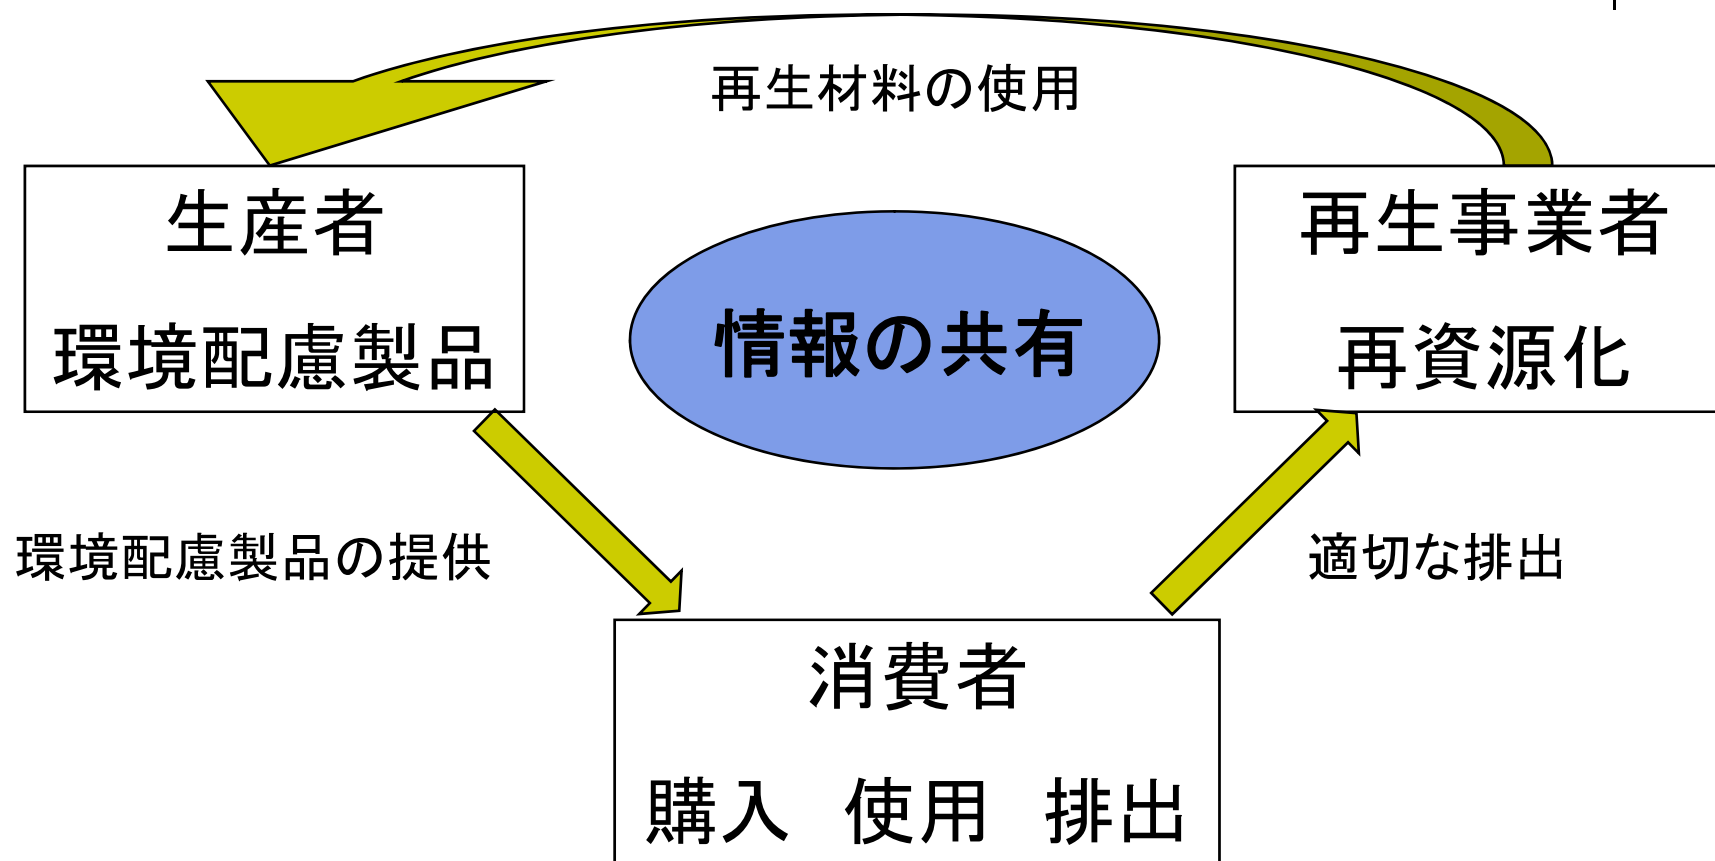 再生材料の使用
生産者
環境配慮製品
情報の共有
再生事業者
再資源化
環境配慮製品の提供
適切な排出
消費者
購入　使用　排出